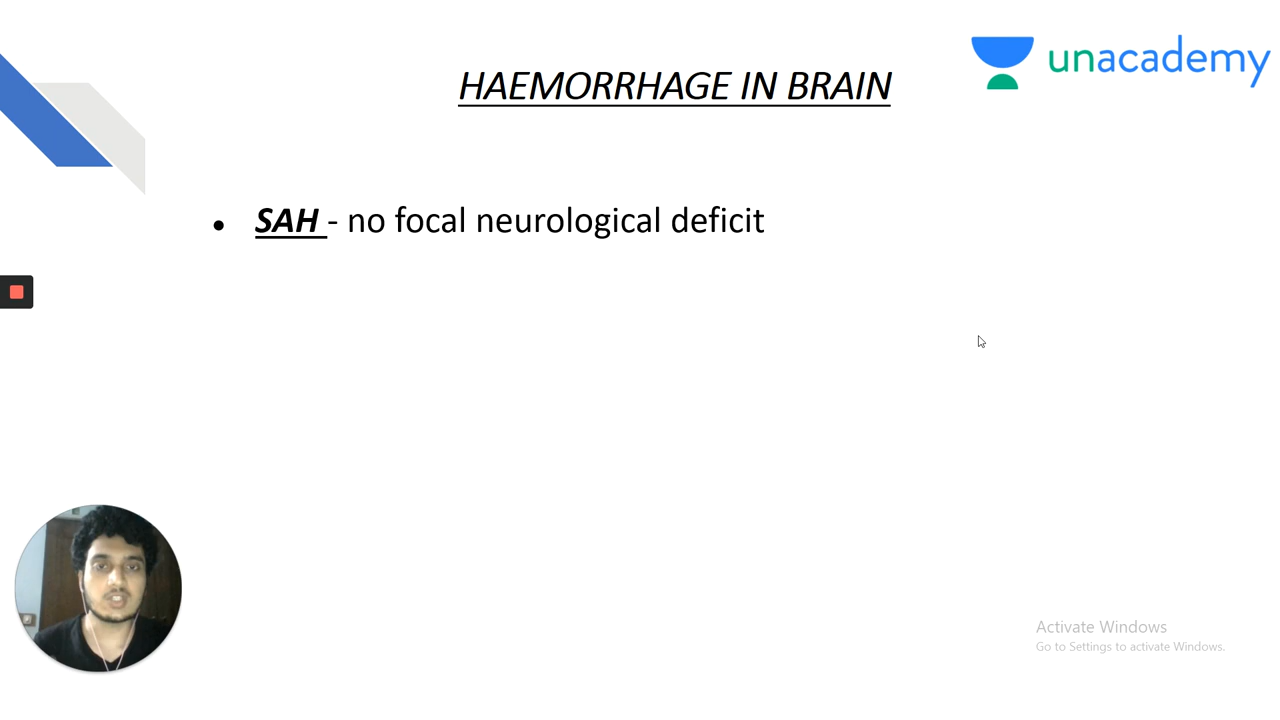 unacademy
HAEMORRHAGE IN BRAIN
● SAH - no focal neurological deficit
Activate Windows
Go to Settings to activate Windows.